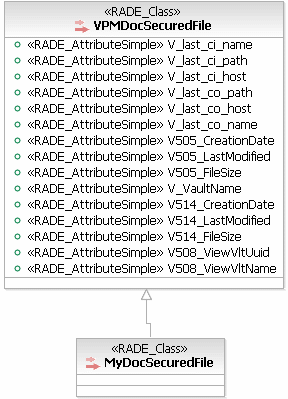 «RADE_Class»
VPMDocSecuredFile
«RADE_AttributeSimple» V_last_ci_name
«RADE_AttributeSimple» V_last_ci_path
«RADE_AttributeSimple» V_last_ci_host
«RADE_AttributeSimple» V_last_co_path
«RADE_AttributeSimple» V_last_co_host
«RADE_AttributeSimple» V_last_co_name
«RADE_AttributeSimple» V505_CreationDate
«RADE_AttributeSimple» V505_LastModified
«RADE_AttributeSimple» V505_FileSize
«RADE_AttributeSimple» V_VaultName
«RADE_AttributeSimple» V514_CreationDate
«RADE_AttributeSimple» V514_LastModified
«RADE_AttributeSimple» V514_FileSize
«RADE_AttributeSimple» V508_ViewVltUuid
«RADE_AttributeSimple» V508_ViewVltName
«RADE_Class»
MyDocSecuredFile